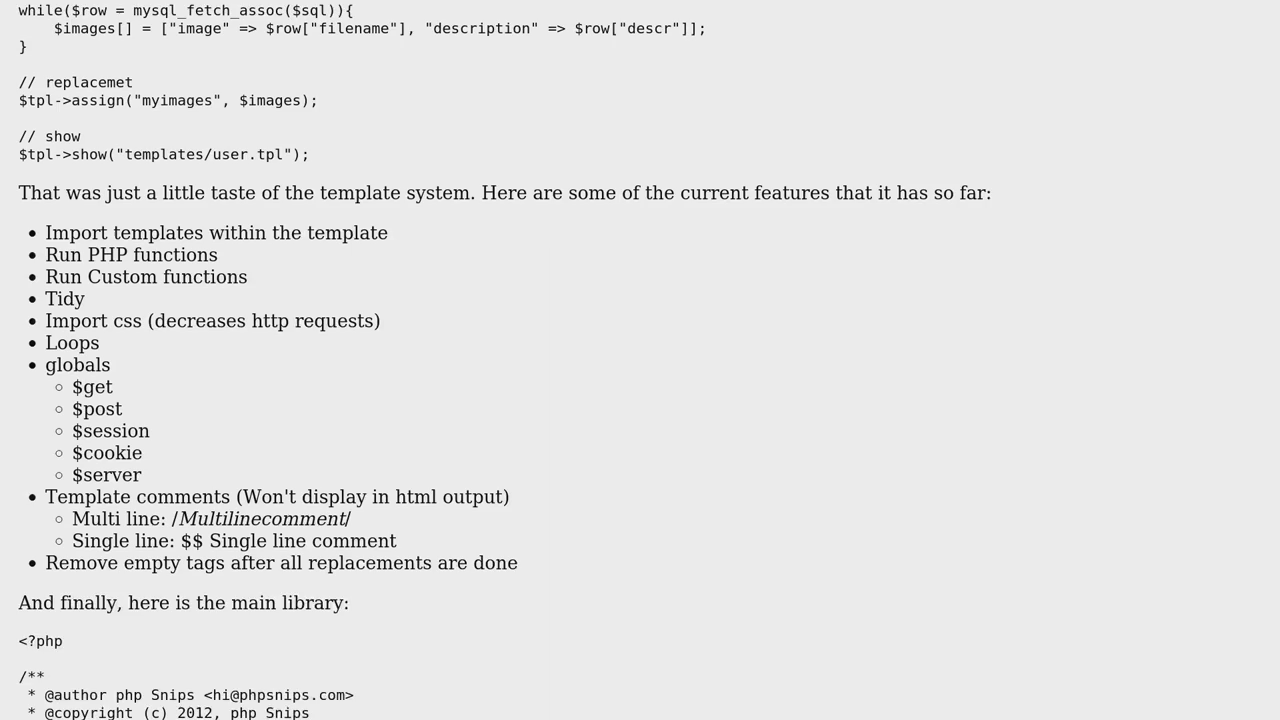 while($row = mysql_fetch_assoc($sql)){
    $images[] = ["image" => $row["filename"], "description" => $row["descr"]];
}
// replacemet
$tpl->assign("myimages", $images);
// show
$tpl->show("templates/user.tpl");
That was just a little taste of the template system. Here are some of the current features that it has so far:
• Import templates within the template
• Run PHP functions
• Run Custom functions
• Tidy
• Import css (decreases http requests)
• Loops
• globals
◦ $get
◦ $post
◦ $session
◦ $cookie
◦ $server
• Template comments (Won't display in html output)
◦ Multi line: /Multilinecomment/
◦ Single line: $$ Single line comment
• Remove empty tags after all replacements are done
And finally, here is the main library:
<?php
/**
 * @author php Snips <hi@phpsnips.com>
 * @copyright (c) 2012, php Snips